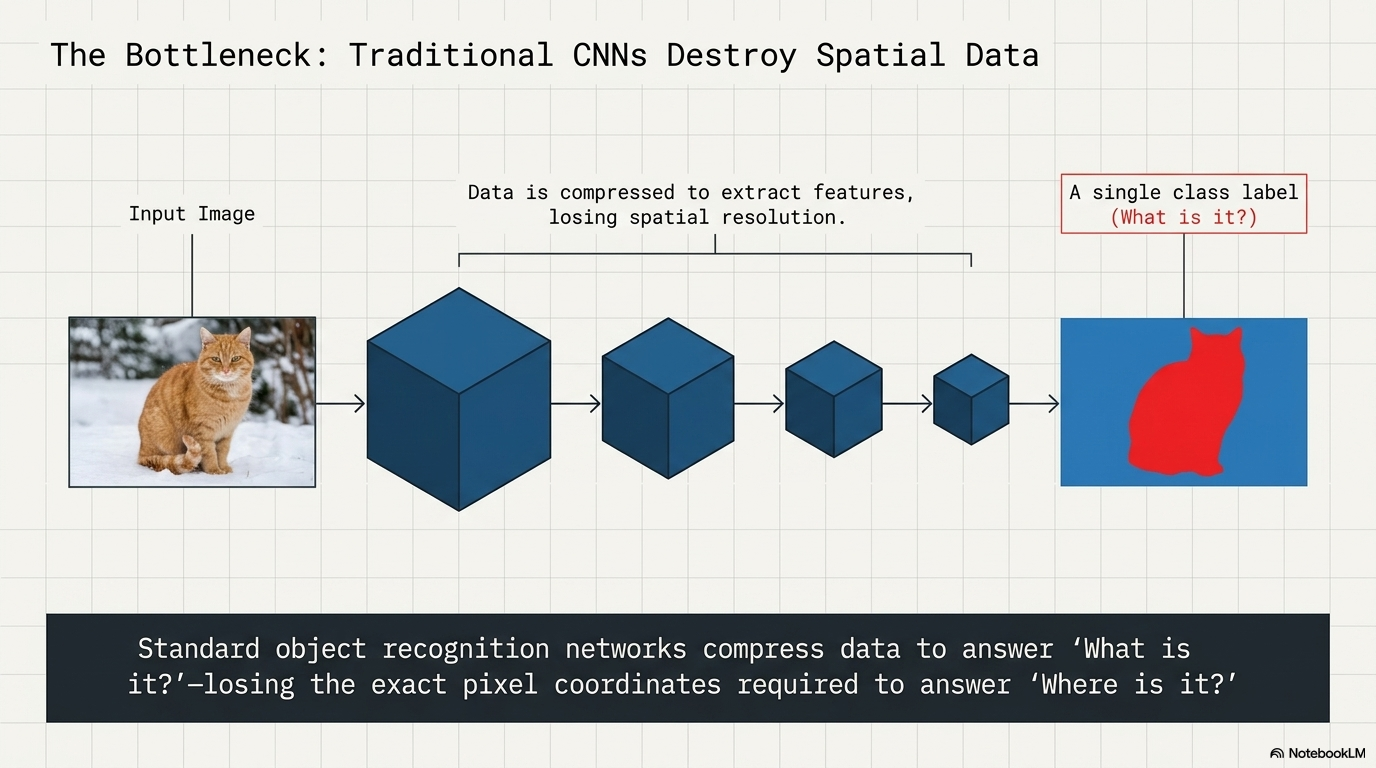 The Bottleneck: Traditional CNNs Destroy Spatial Data
Input Image
Data is compressed to extract features,
losing spatial resolution.
A single class label
(What is it?)
Standard object recognition networks compress data to answer ‘What is
it?’—losing the exact pixel coordinates required to answer ‘Where is it?’
NotebookLM